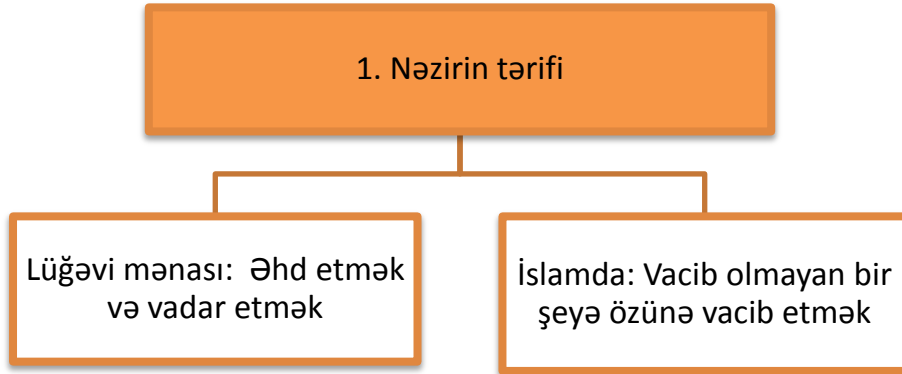 1. Nəzirin tərifi
Lüğəvi mənası:  Əhd etmək
və vadar etmək
İslamda: Vacib olmayan bir
şeyə özünə vacib etmək